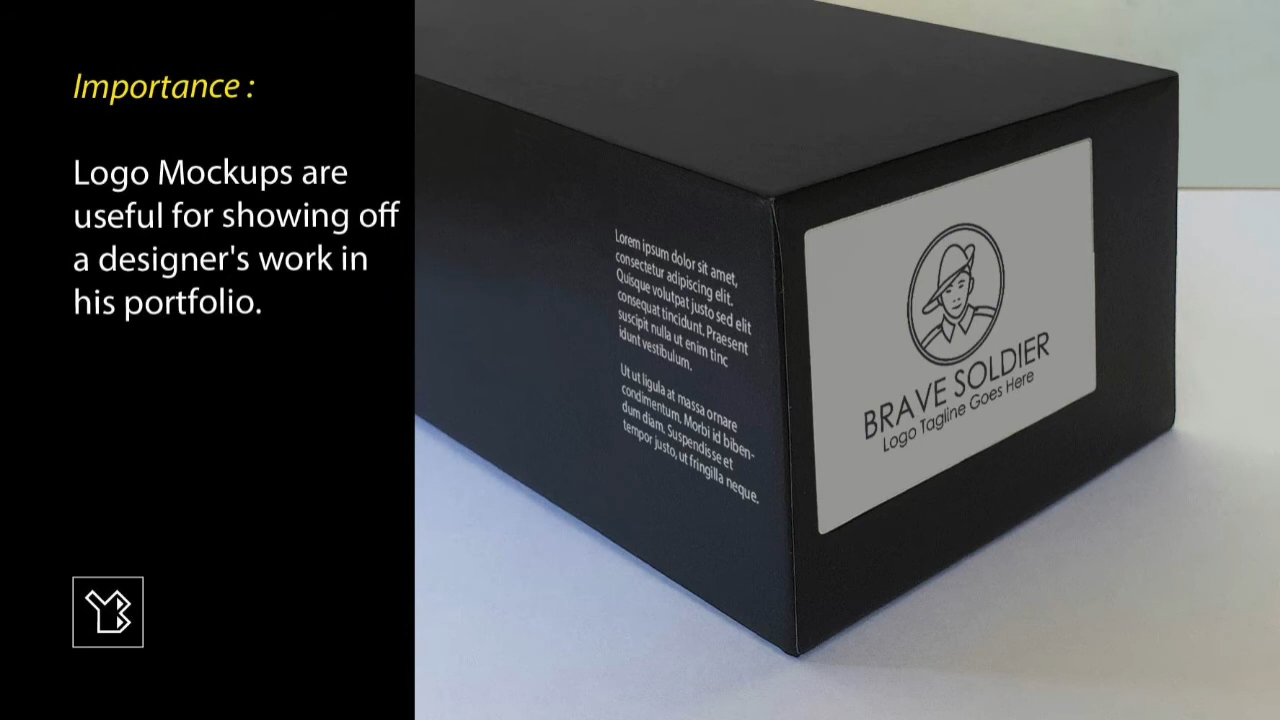 Importance :
Logo Mockups are
useful for showing off
a designer's work in
his portfolio.
Lorem ipsum dolor sit amet,
consectetur adipiscing elit.
Quisque volutpat justo sed elit
consequat tincidunt. Praesent
suscipit nulla ut enim tinc
idunt vestibulum.
Ut ut ligula at massa ornare
condimentum. Morbi id biben-
dum diam. Suspendisse et
tempor justo, ut fringilla neque.
BRAVE SOLDIER
Logo Tagline Goes Here